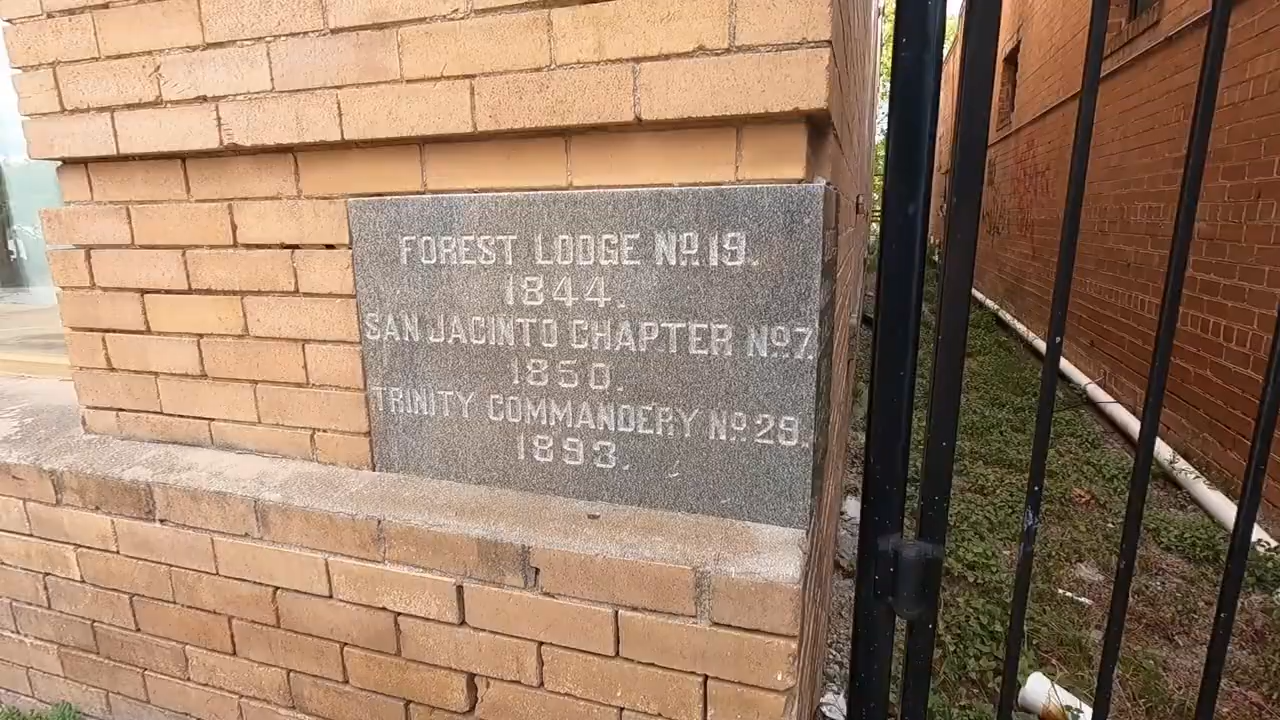 FOREST LODGE No. 19.
1844.
SAN JACINTO CHAPTER No. 7.
1850.
TRINITY COMMANDERY No. 29.
1893.